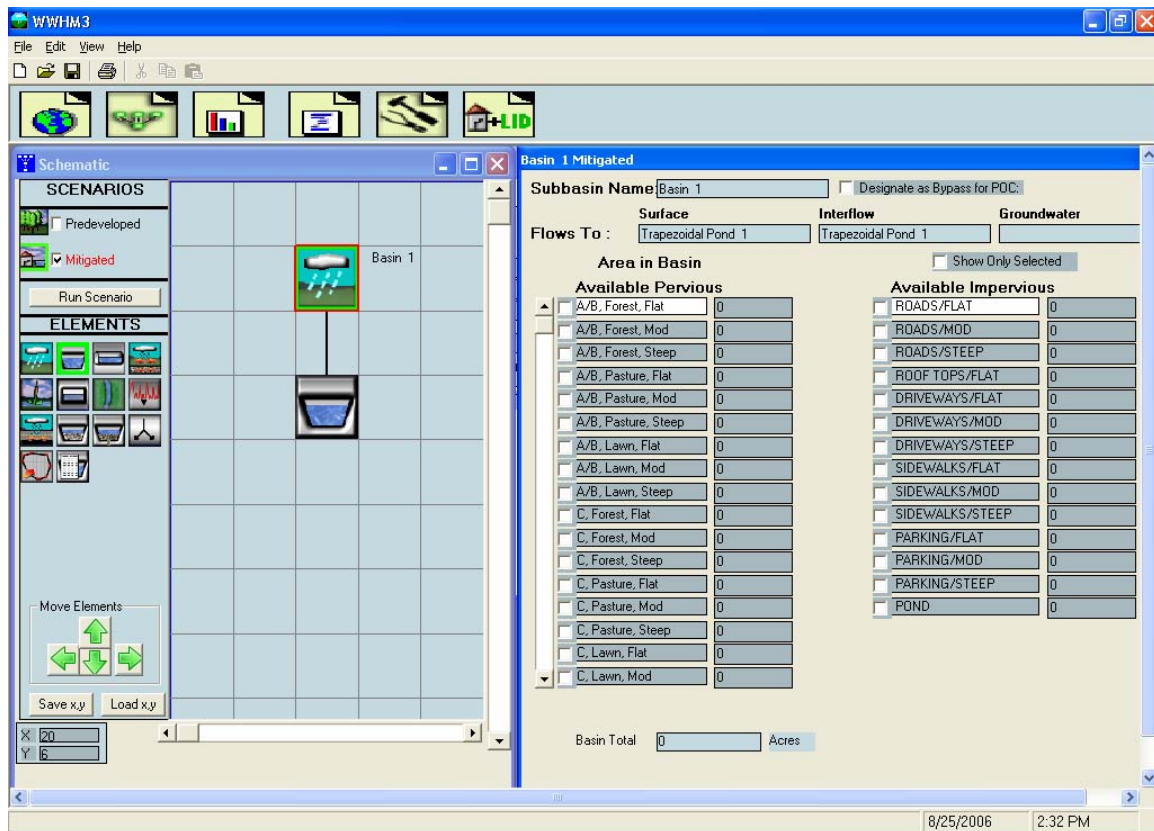 WWHM3
File Edit View Help
+LID
Schematic
SCENARIOS
Predeveloped
Mitigated
Run Scenario
ELEMENTS
Basin 1
Move Elements
Save x,y Load x,y
X 20
Y 6
Basin 1 Mitigated
Subbasin Name: Basin 1 Designate as Bypass for POC:
Surface Interflow Groundwater
Flows To : Trapezoidal Pond 1 Trapezoidal Pond 1
Area in Basin Show Only Selected
Available Pervious Available Impervious
A/B, Forest, Flat 0 ROADS/FLAT 0
A/B, Forest, Mod 0 ROADS/MOD 0
A/B, Forest, Steep 0 ROADS/STEEP 0
A/B, Pasture, Flat 0 ROOF TOPS/FLAT 0
A/B, Pasture, Mod 0 DRIVEWAYS/FLAT 0
A/B, Pasture, Steep 0 DRIVEWAYS/MOD 0
A/B, Lawn, Flat 0 DRIVEWAYS/STEEP 0
A/B, Lawn, Mod 0 SIDEWALKS/FLAT 0
A/B, Lawn, Steep 0 SIDEWALKS/MOD 0
C, Forest, Flat 0 SIDEWALKS/STEEP 0
C, Forest, Mod 0 PARKING/FLAT 0
C, Forest, Steep 0 PARKING/MOD 0
C, Pasture, Flat 0 PARKING/STEEP 0
C, Pasture, Mod 0 POND 0
C, Pasture, Steep 0
C, Lawn, Flat 0
C, Lawn, Mod 0
Basin Total 0 Acres
8/25/2006 2:32 PM